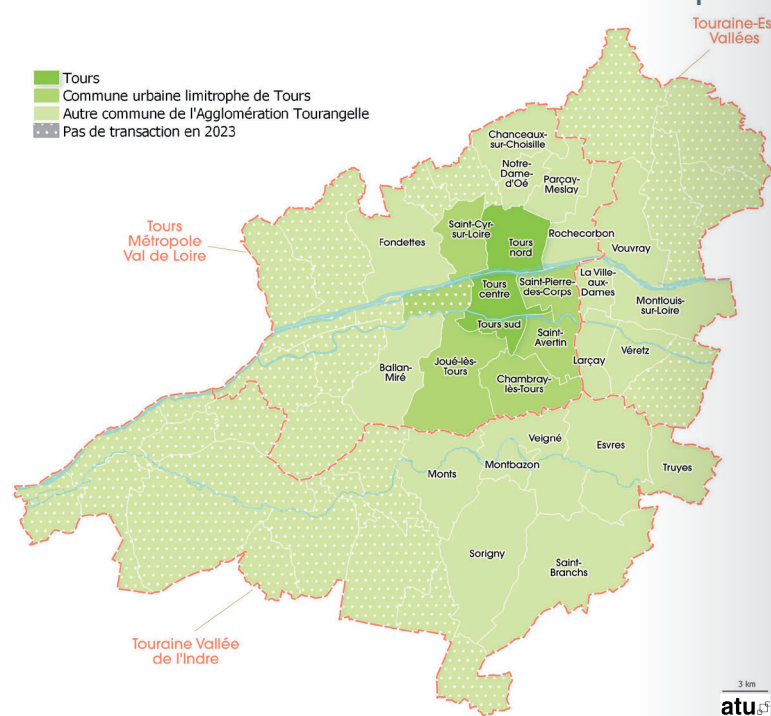 Touraine-Es
Vallées
Tours
Commune urbaine limitrophe de Tours
Autre commune de l'Agglomération Tourangelle
Pas de transaction en 2023
Chanceaux-
sur-Choisille
Notre-
Dame-
d'Oé
Parçay-
Meslay
Tours
Métropole
Val de Loire
Fondettes
Saint-Cyr-
sur-Loire
Tours
nord
Rochecorbon
Vouvray
Tours
centre
Saint-Pierre-
des-Corps
La Ville-
aux-
Dames
Montlouis-
sur-Loire
Tours sud
Saint-
Avertin
Ballan-
Miré
Joué-lès-
Tours
Chambray-
lès-Tours
Larçay
Véretz
Veigné
Esvres
Monts
Montbazon
Truyes
Sorigny
Saint-
Branchs
Touraine Vallée
de l'Indre
3 km
atu